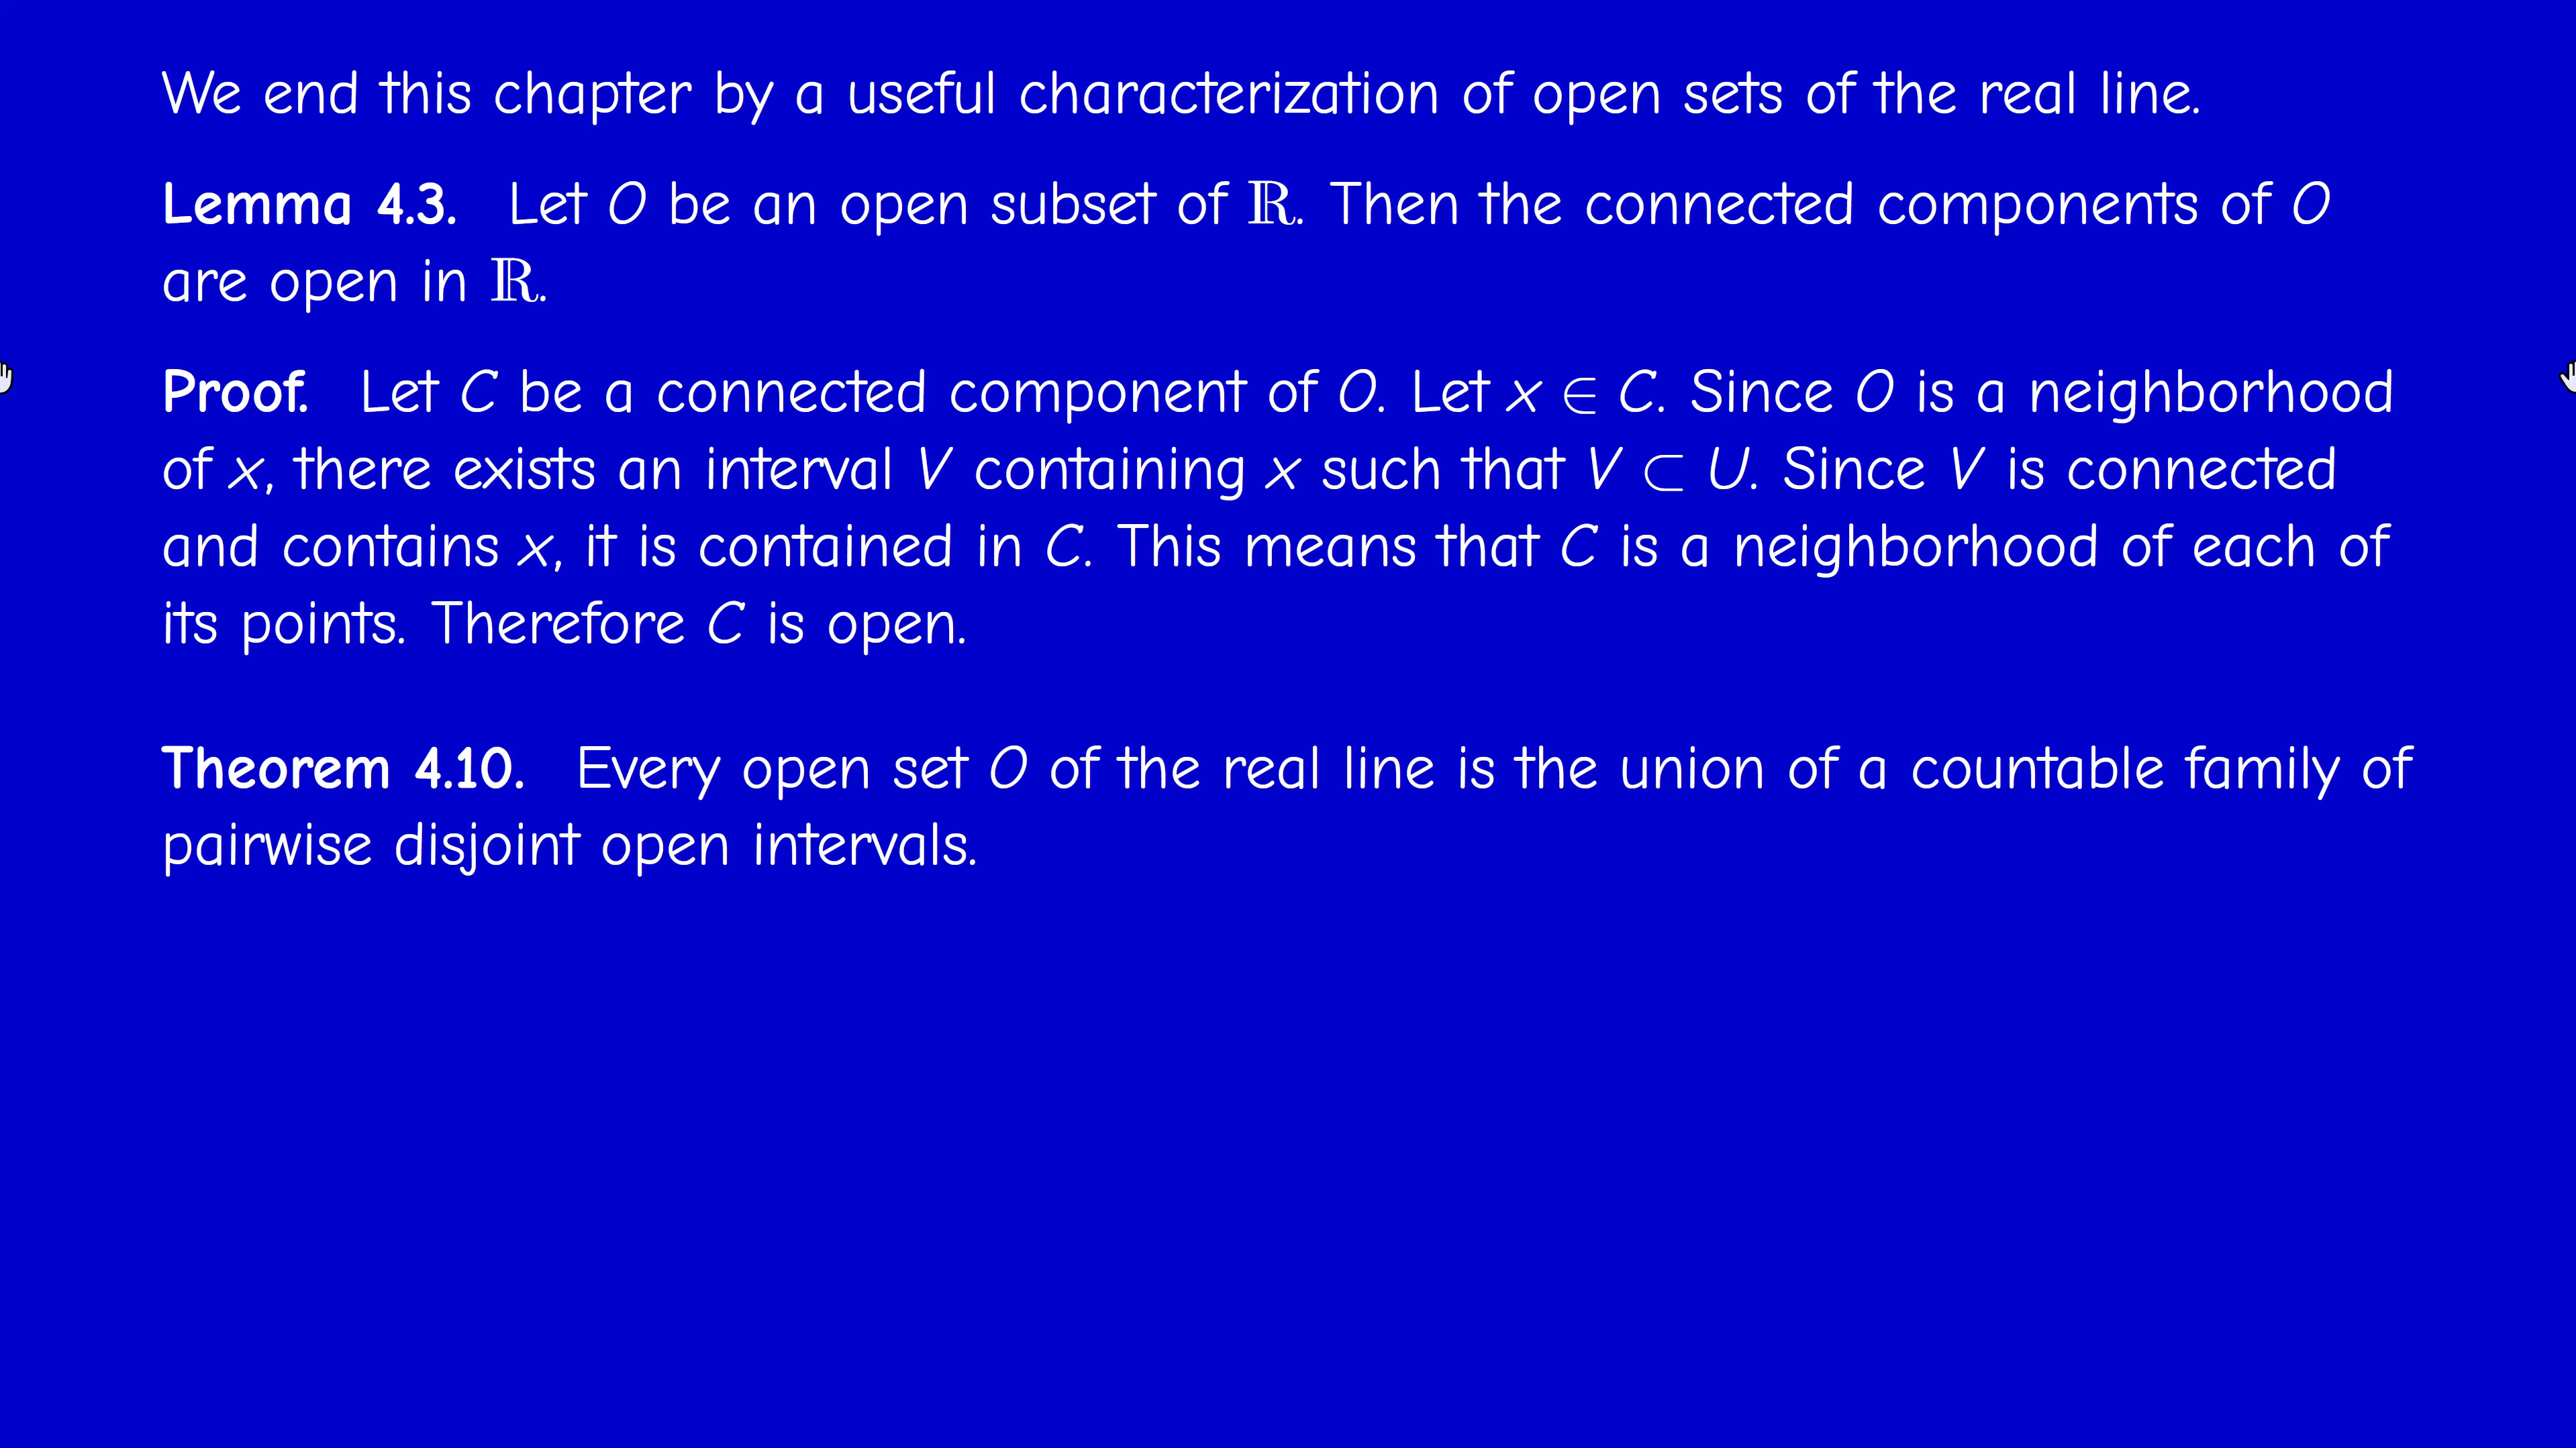 We end this chapter by a useful characterization of open sets of the real line.
Lemma 4.3. Let O be an open subset of ℝ. Then the connected components of O
are open in ℝ.
Proof. Let C be a connected component of O. Let x ∈ C. Since O is a neighborhood
of x, there exists an interval V containing x such that V ⊂ U. Since V is connected
and contains x, it is contained in C. This means that C is a neighborhood of each of
its points. Therefore C is open.
Theorem 4.10. Every open set O of the real line is the union of a countable family of
pairwise disjoint open intervals.